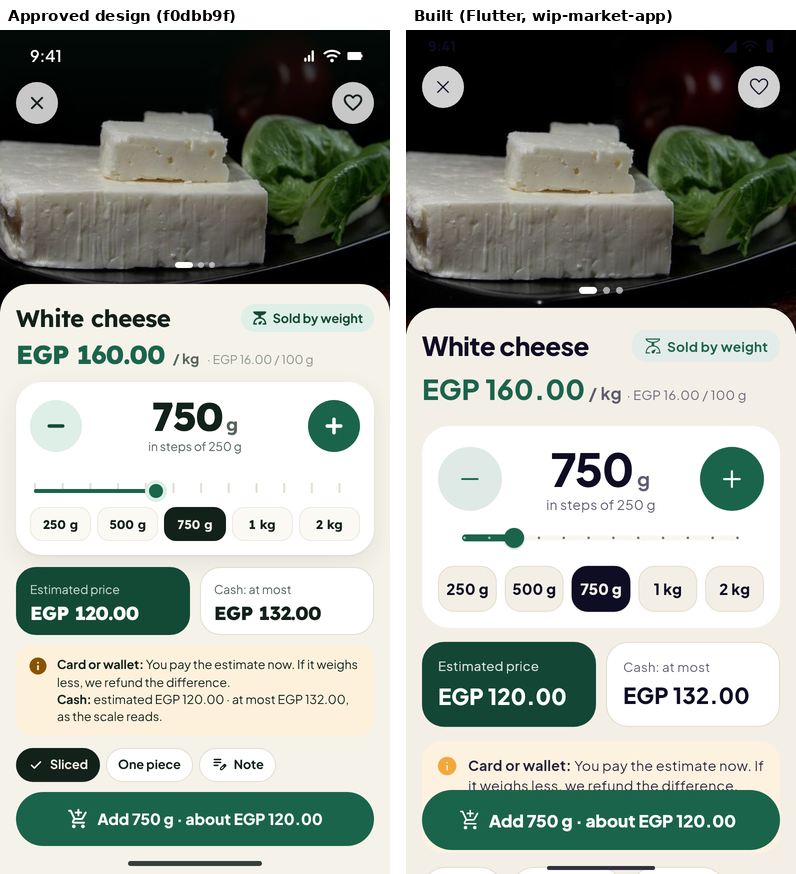 Approved design (f0dbb9f)
9:41
White cheese
Sold by weight
EGP 160.00 / kg · EGP 16.00 / 100 g
750 g
in steps of 250 g
250 g
500 g
750 g
1 kg
2 kg
Estimated price
EGP 120.00
Cash: at most
EGP 132.00
Card or wallet: You pay the estimate now. If it weighs
less, we refund the difference.
Cash: estimated EGP 120.00 · at most EGP 132.00,
as the scale reads.
Sliced
One piece
Note
Add 750 g · about EGP 120.00
Built (Flutter, wip-market-app)
9:41
White cheese
Sold by weight
EGP 160.00 / kg · EGP 16.00 / 100 g
750 g
in steps of 250 g
250 g
500 g
750 g
1 kg
2 kg
Estimated price
EGP 120.00
Cash: at most
EGP 132.00
Card or wallet: You pay the estimate now. If
it weighs less, we refund the difference.
Add 750 g · about EGP 120.00